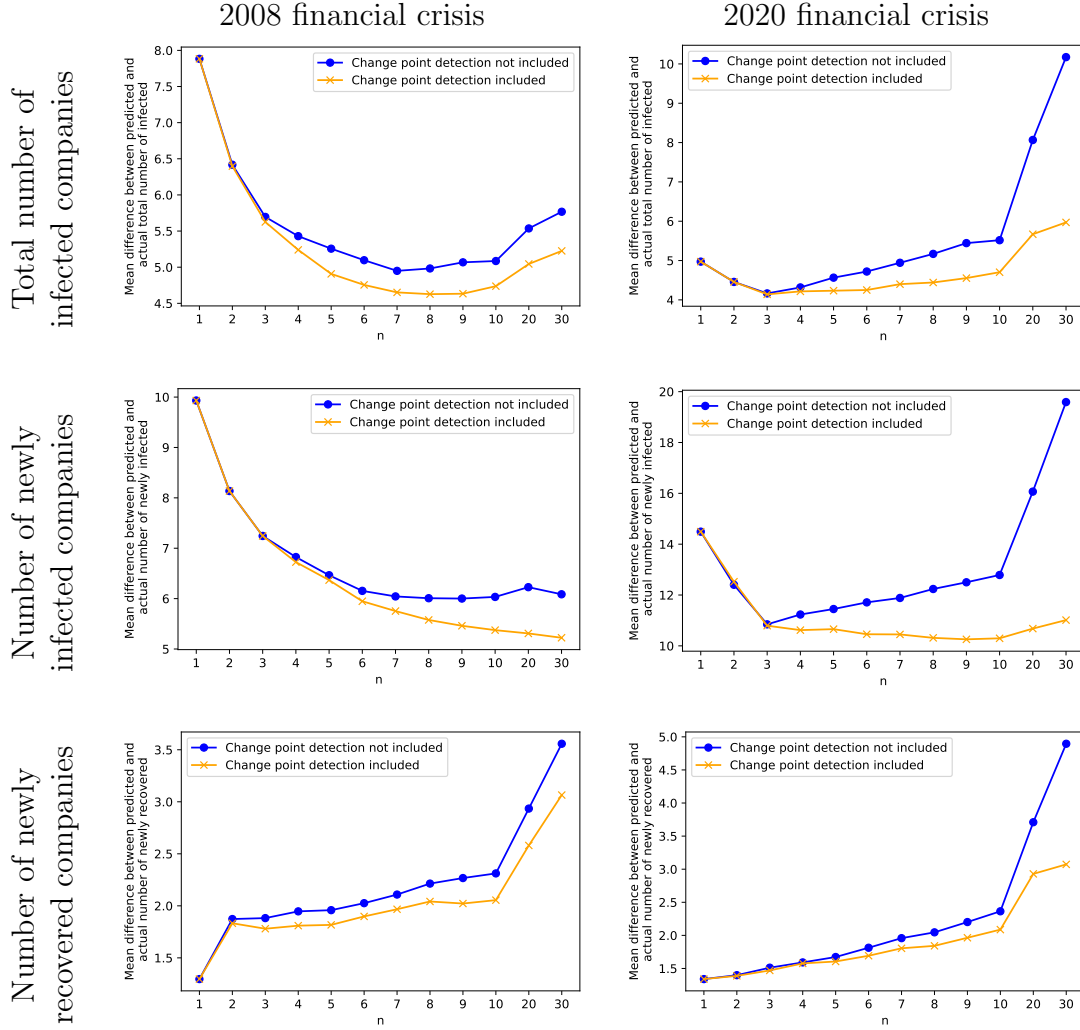 2008 financial crisis
2020 financial crisis
Total number of
infected companies
Mean difference between predicted and
actual total number of infected
8.0
7.5
7.0
6.5
6.0
5.5
5.0
4.5
Change point detection not included
Change point detection included
1 2 3 4 5 6 7 8 9 10 20 30
n
Mean difference between predicted and
actual total number of infected
10
9
8
7
6
5
4
Change point detection not included
Change point detection included
1 2 3 4 5 6 7 8 9 10 20 30
n
Number of newly
infected companies
Mean difference between predicted and
actual number of newly infected
10
9
8
7
6
5
Change point detection not included
Change point detection included
1 2 3 4 5 6 7 8 9 10 20 30
n
Mean difference between predicted and
actual number of newly infected
20
18
16
14
12
10
Change point detection not included
Change point detection included
1 2 3 4 5 6 7 8 9 10 20 30
n
Number of newly
recovered companies
Mean difference between predicted and
actual number of newly recovered
3.5
3.0
2.5
2.0
1.5
Change point detection not included
Change point detection included
1 2 3 4 5 6 7 8 9 10 20 30
n
Mean difference between predicted and
actual number of newly recovered
5.0
4.5
4.0
3.5
3.0
2.5
2.0
1.5
Change point detection not included
Change point detection included
1 2 3 4 5 6 7 8 9 10 20 30
n